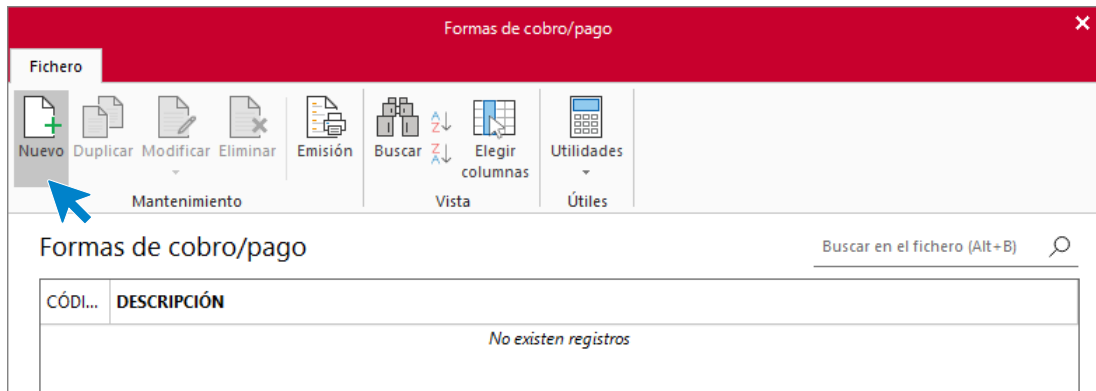 Formas de cobro/pago
Fichero
Nuevo Duplicar Modificar Eliminar Emisión Buscar Elegir columnas Utilidades
Mantenimiento Vista Útiles
Formas de cobro/pago
Buscar en el fichero (Alt+B)
CÓDI... DESCRIPCIÓN
No existen registros